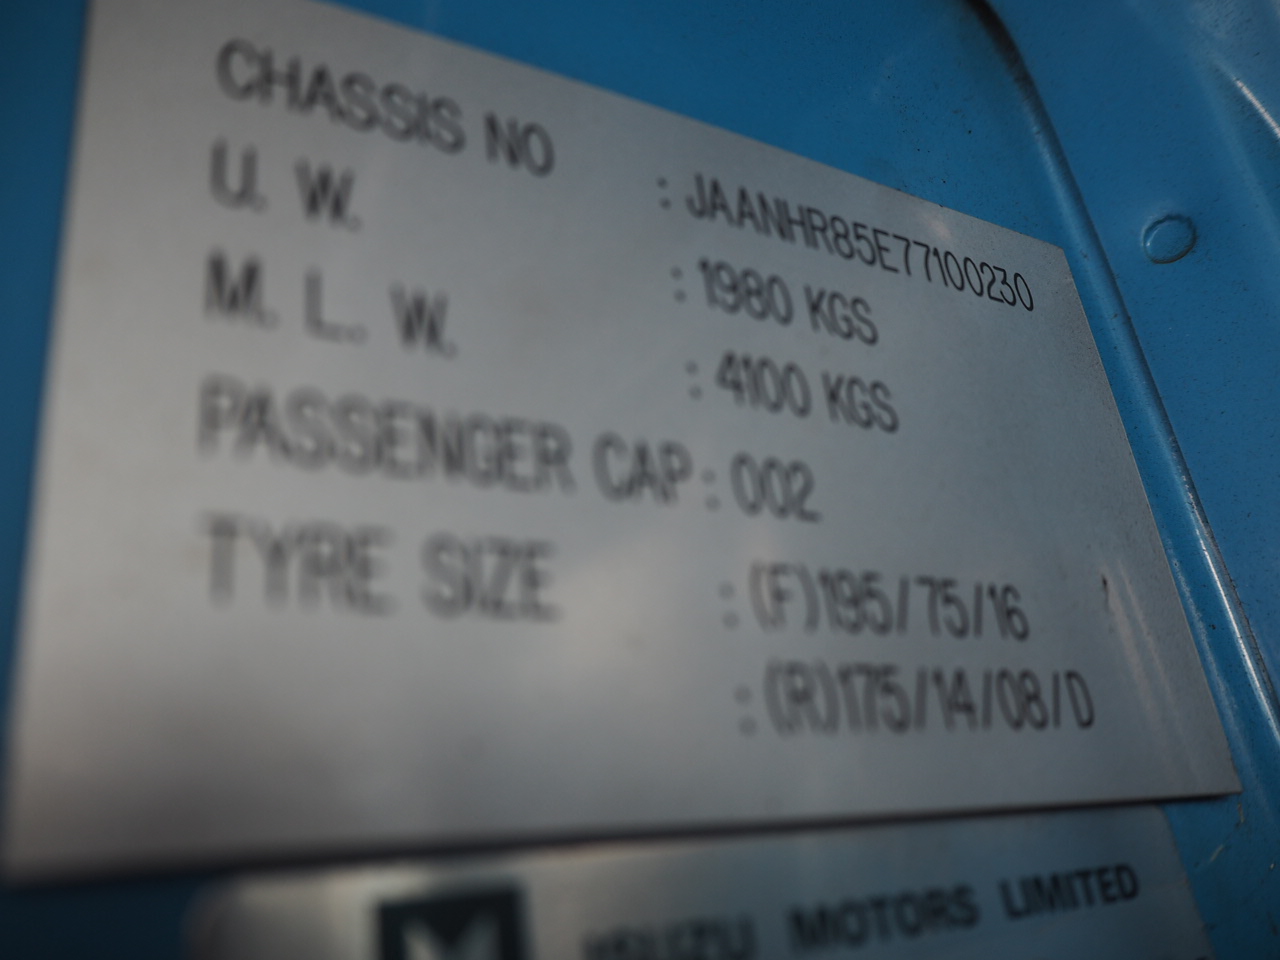 CHASSIS NO : JAANHR85E77100230
U. W. : 1980 KGS
M. L. W. : 4100 KGS
PASSENGER CAP : 002
TYRE SIZE : (F)195/75/16
: (R)175/14/08/D
ISUZU MOTORS LIMITED